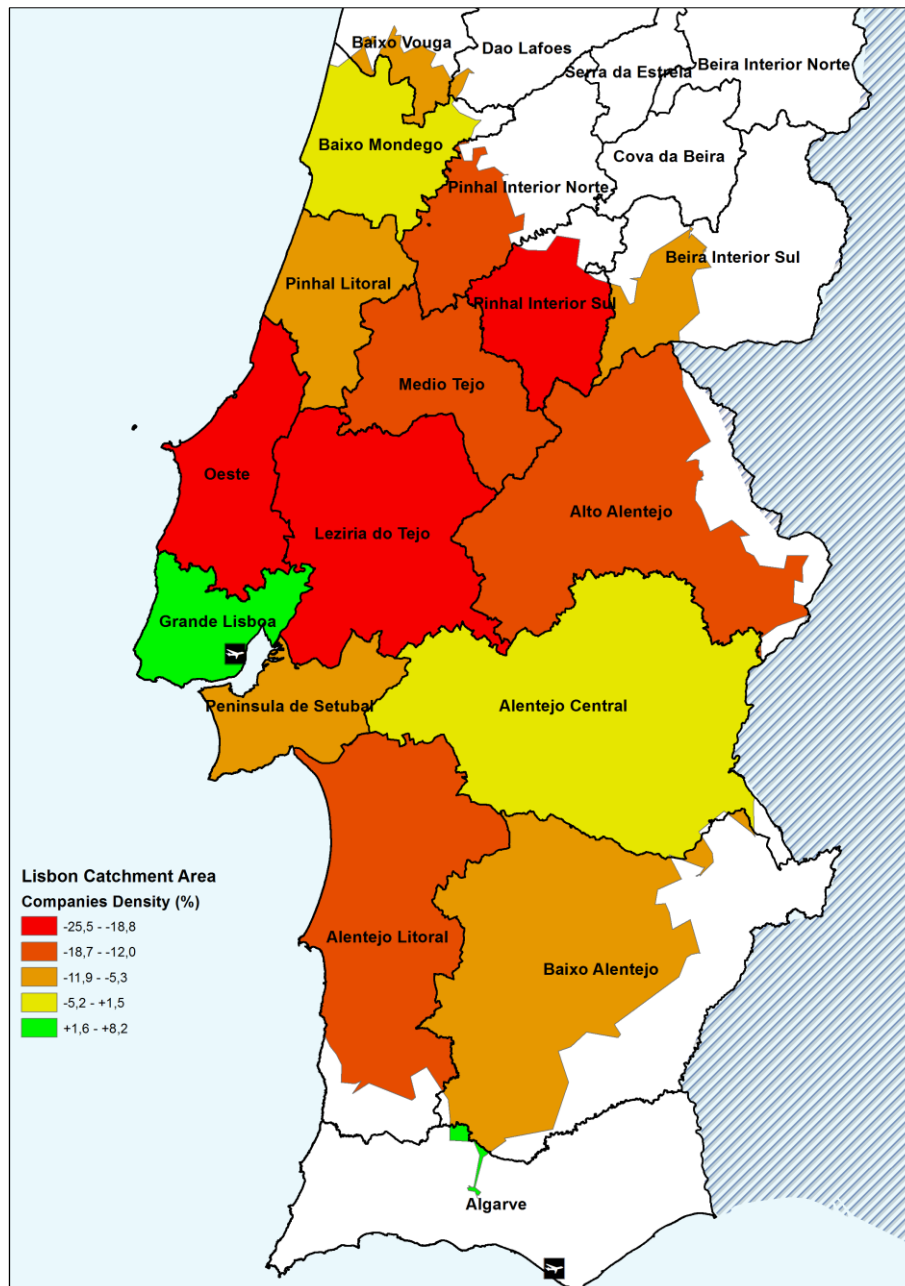 Baixo Vouga
Dao Lafoes
Serra da Estrela
Beira Interior Norte
Baixo Mondego
Cova da Beira
Pinhal Interior Norte
Beira Interior Sul
Pinhal Litoral
Pinhal Interior Sul
Medio Tejo
Oeste
Leziria do Tejo
Alto Alentejo
Grande Lisboa
Peninsula de Setubal
Alentejo Central
Lisbon Catchment Area
Companies Density (%)
-25,5 - -18,8
-18,7 - -12,0
-11,9 - -5,3
-5,2 - +1,5
+1,6 - +8,2
Alentejo Litoral
Baixo Alentejo
Algarve